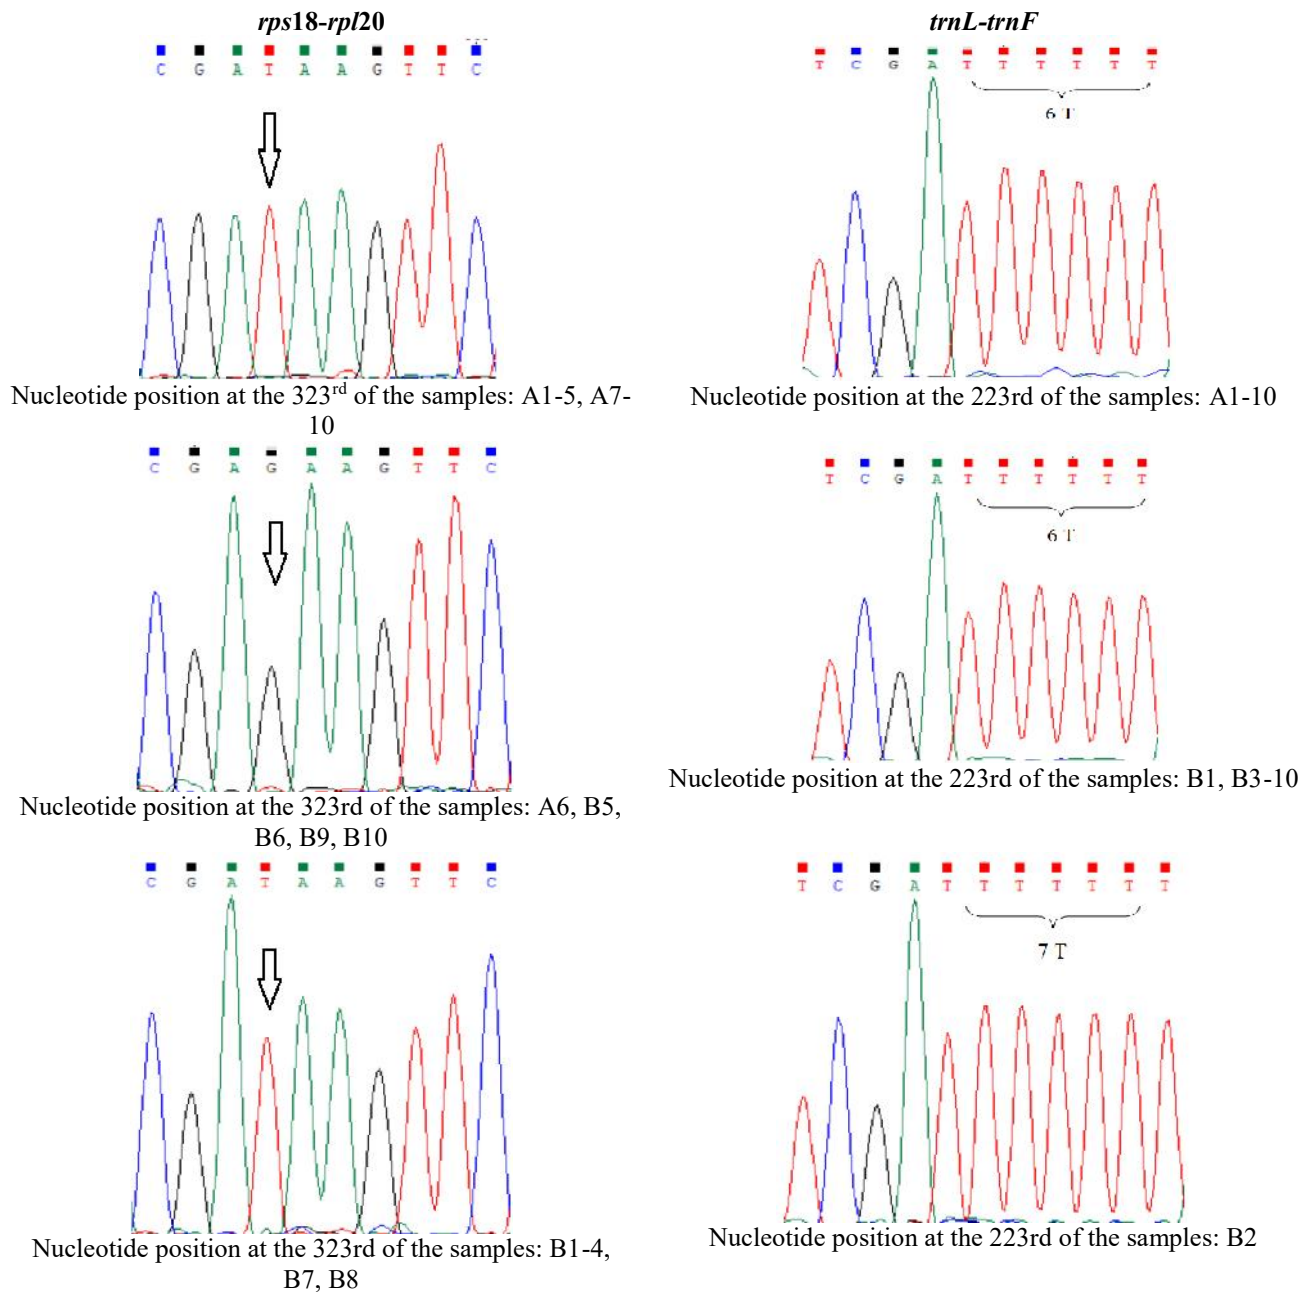 rps18-rpl20
C G A T A A G T T C
Nucleotide position at the 323rd of the samples: A1-5, A7-
10
C G A G A A G T T C
Nucleotide position at the 323rd of the samples: A6, B5,
B6, B9, B10
C G A T A A G T T C
Nucleotide position at the 323rd of the samples: B1-4,
B7, B8
trnL-trnF
T C G A T T T T T T
6 T
Nucleotide position at the 223rd of the samples: A1-10
T C G A T T T T T T
6 T
Nucleotide position at the 223rd of the samples: B1, B3-10
T C G A T T T T T T T
7 T
Nucleotide position at the 223rd of the samples: B2